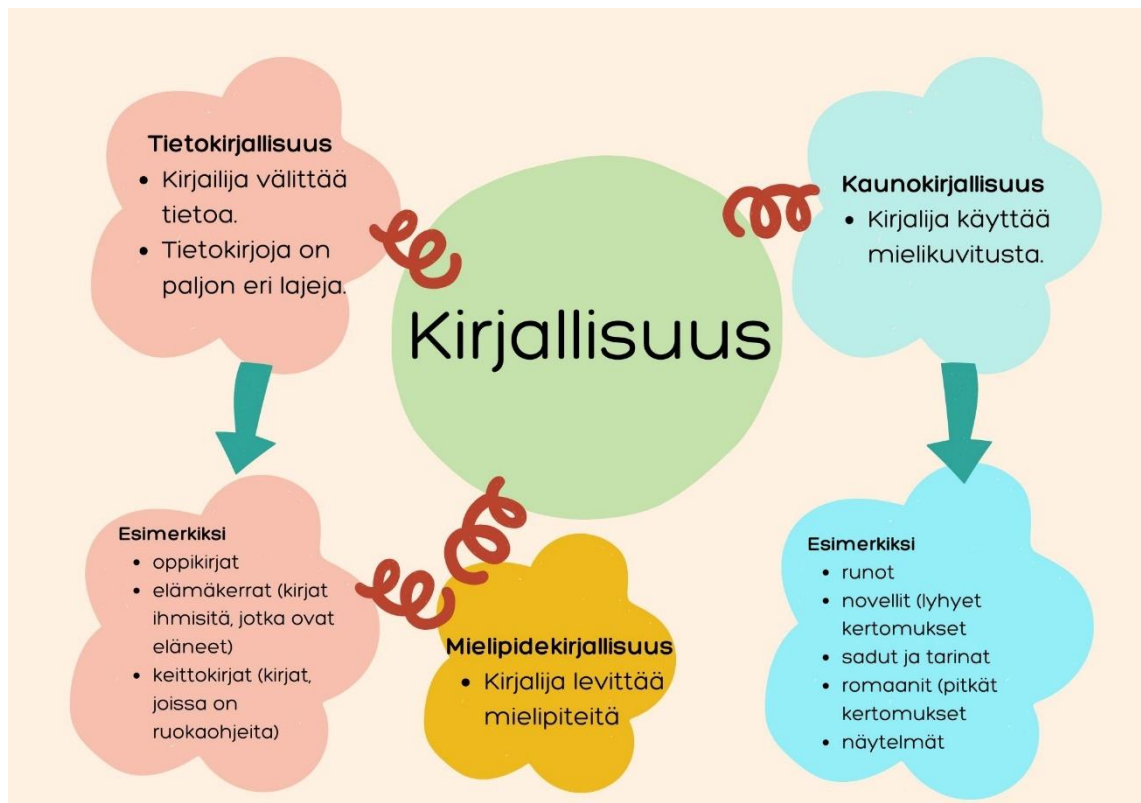 Tietokirjallisuus
• Kirjailija välittää
tietoa.
• Tietokirjoja on
paljon eri lajeja.
Kirjallisuus
Kaunokirjallisuus
• Kirjalija käyttää
mielikuvitusta.
Esimerkiksi
• oppikirjat
• elämäkerrat (kirjat
ihmisitä, jotka ovat
eläneet)
• keittokirjat (kirjat,
joissa on
ruokaohjeita)
Mielipidekirjallisuus
• Kirjalija levittää
mielipiteitä
Esimerkiksi
• runot
• novellit (lyhyet
kertomukset
• sadut ja tarinat
• romaanit (pitkät
kertomukset
• näytelmät